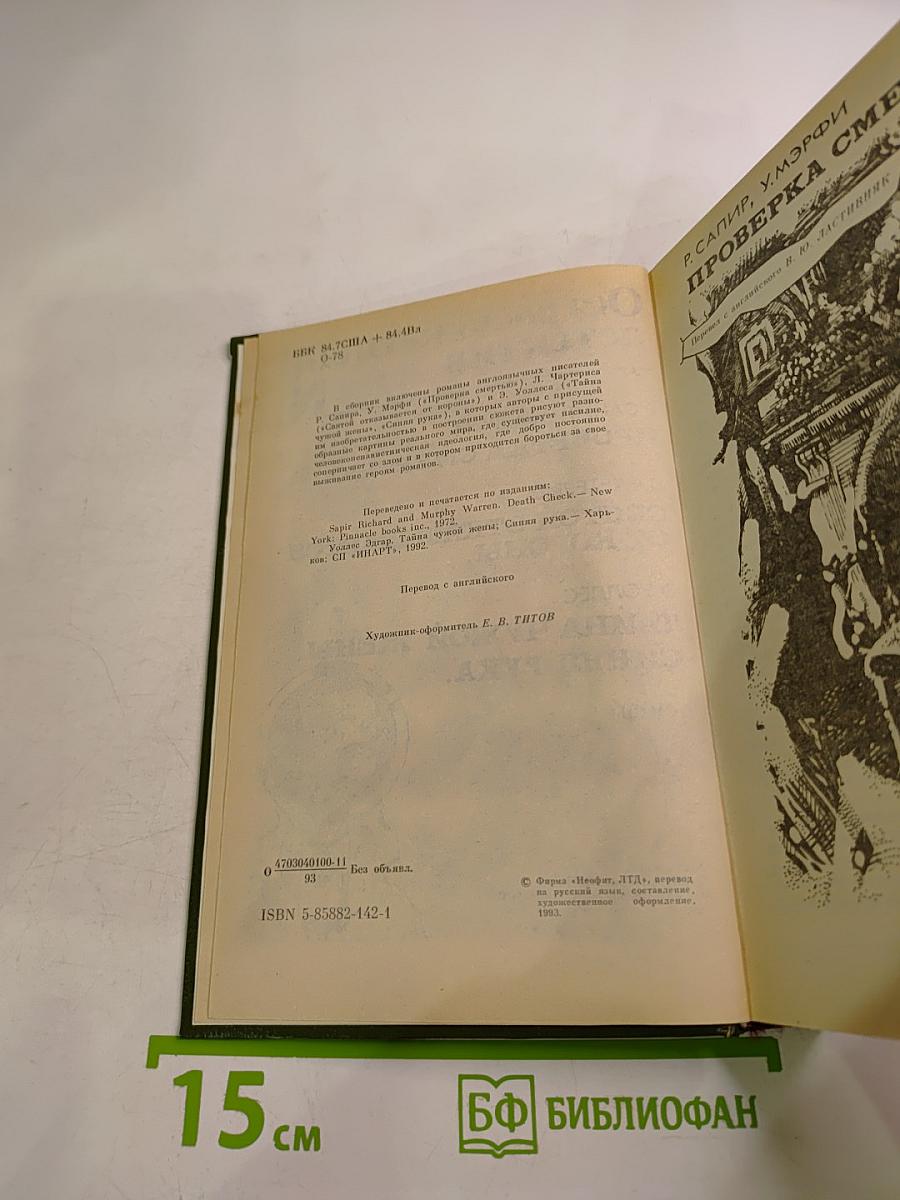 ББК 84.7США + 84.4Вл
О-78
В сборник включены романы англоязычных писателей
Р. Сапира, У. Мэрфи («Проверка смертью»), Л. Чартериса
(«Святой отказывается от короны») и Э. Уоллеса («Тайна
чужой жены», «Синяя рука»), в которых авторы с присущей
им изобретательностью в построении сюжета рисуют разно-
образные картины реального мира, где существует насилие,
человеконенавистническая идеология, где добро постоянно
соперничает со злом и в котором приходится бороться за свое
выживание героям романов.
Переведено и печатается по изданиям:
Sapir Richard and Murphy Warren. Death Check.— New
York: Pinnacle books inc., 1972.
Уоллес Эдгар. Тайна чужой жены; Синяя рука.— Харь-
ков: СП «ИНАРТ», 1992.
Перевод с английского
Художник-оформитель Е. В. ТИТОВ
О 4703040100-11 Без объявл.
93
ISBN 5-85882-142-1
© Фирма «Неофит, ЛТД», перевод
на русский язык, составление,
художественное оформление,
1993.
Р. САПИР, У. МЭРФИ
ПРОВЕРКА СМЕ
Перевод с английского В. Ю. ЛАСТИВНЯК
15 см
БФ БИБЛИОФАН